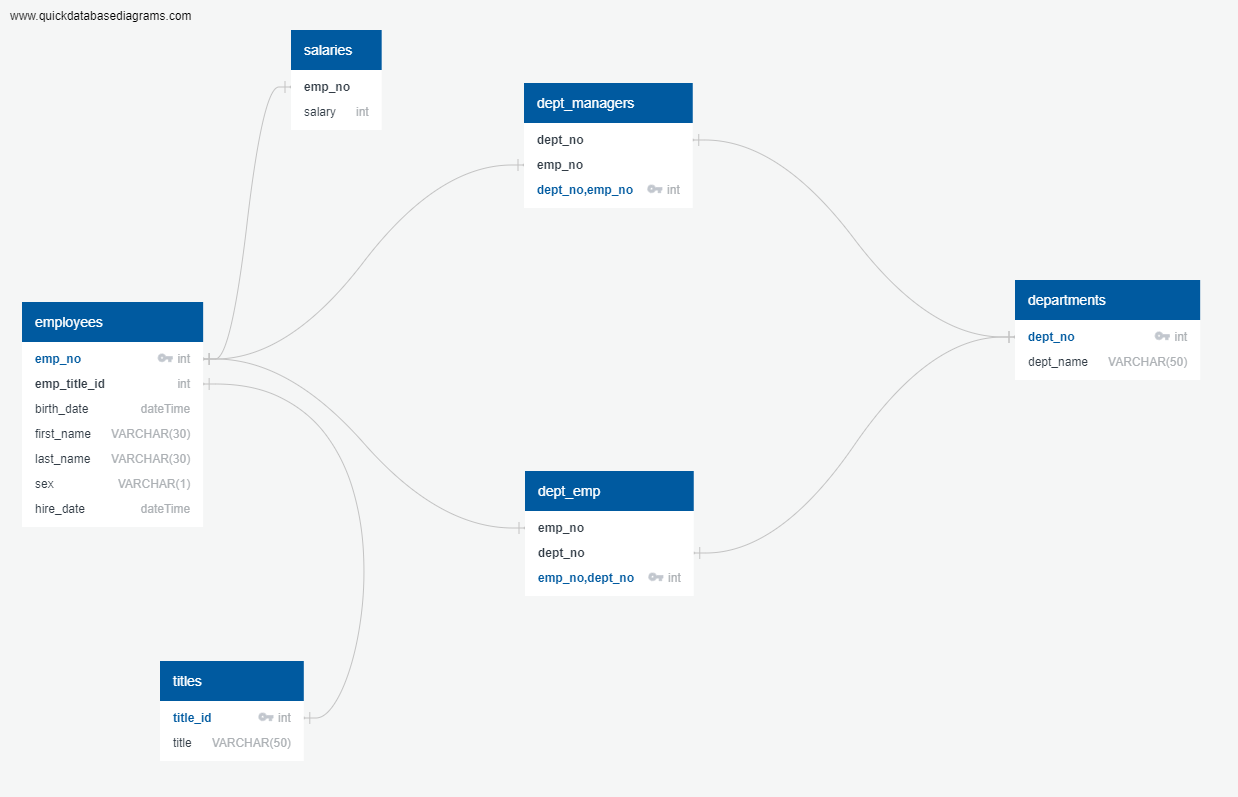 www.quickdatabasediagrams.com
salaries
emp_no
salary int
dept_managers
dept_no
emp_no
dept_no,emp_no int
departments
dept_no int
dept_name VARCHAR(50)
employees
emp_no int
emp_title_id int
birth_date dateTime
first_name VARCHAR(30)
last_name VARCHAR(30)
sex VARCHAR(1)
hire_date dateTime
dept_emp
emp_no
dept_no
emp_no,dept_no int
titles
title_id int
title VARCHAR(50)